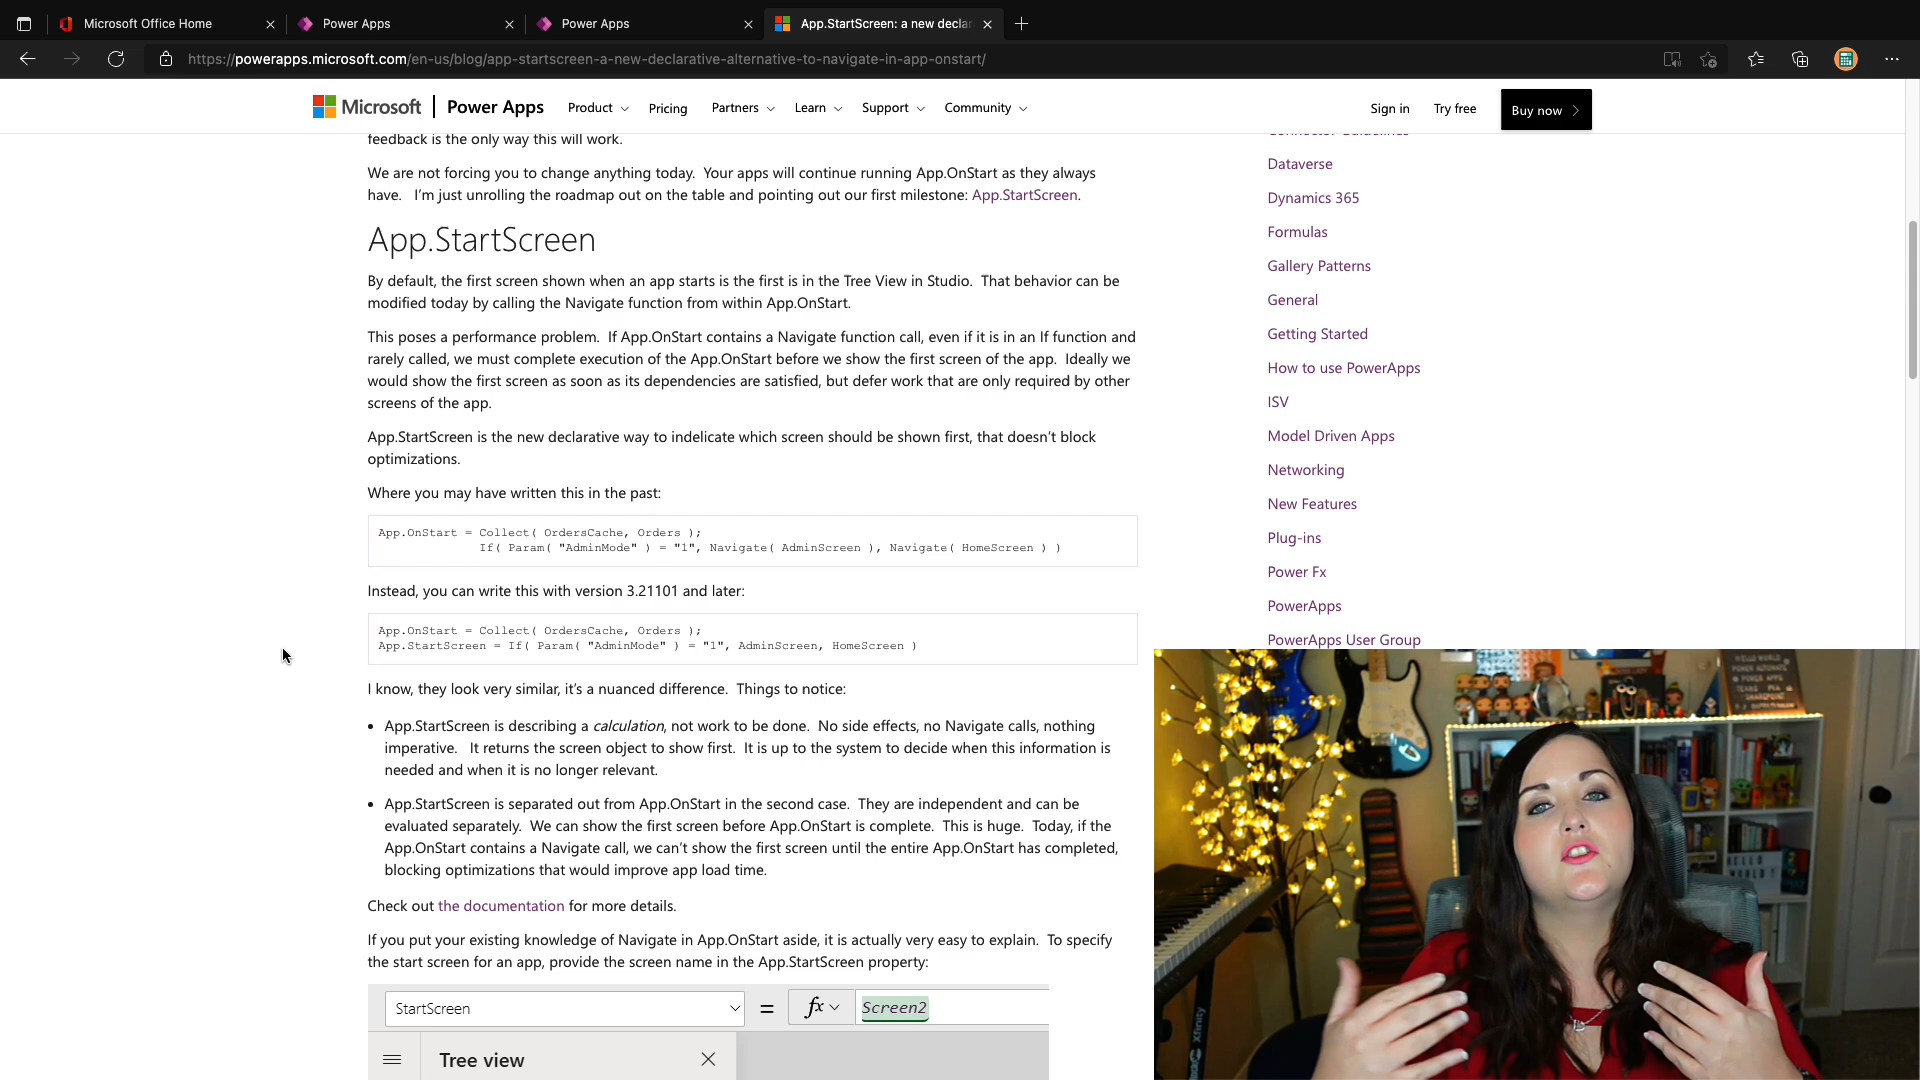 Microsoft Office Home
Power Apps
Power Apps
App.StartScreen: a new declar
https://powerapps.microsoft.com/en-us/blog/app-startscreen-a-new-declarative-alternative-to-navigate-in-app-onstart/
Microsoft Power Apps Product Pricing Partners Learn Support Community Sign in Try free Buy now
feedback is the only way this will work.
We are not forcing you to change anything today. Your apps will continue running App.OnStart as they always
have. I'm just unrolling the roadmap out on the table and pointing out our first milestone: App.StartScreen.
App.StartScreen
By default, the first screen shown when an app starts is the first is in the Tree View in Studio. That behavior can be
modified today by calling the Navigate function from within App.OnStart.
This poses a performance problem. If App.OnStart contains a Navigate function call, even if it is in an If function and
rarely called, we must complete execution of the App.OnStart before we show the first screen of the app. Ideally we
would show the first screen as soon as its dependencies are satisfied, but defer work that are only required by other
screens of the app.
App.StartScreen is the new declarative way to indelicate which screen should be shown first, that doesn't block
optimizations.
Where you may have written this in the past:
App.OnStart = Collect( OrdersCache, Orders );
If( Param( "AdminMode" ) = "1", Navigate( AdminScreen ), Navigate( HomeScreen ) )
Instead, you can write this with version 3.21101 and later:
App.OnStart = Collect( OrdersCache, Orders );
App.StartScreen = If( Param( "AdminMode" ) = "1", AdminScreen, HomeScreen )
I know, they look very similar, it's a nuanced difference. Things to notice:
• App.StartScreen is describing a calculation, not work to be done. No side effects, no Navigate calls, nothing
imperative. It returns the screen object to show first. It is up to the system to decide when this information is
needed and when it is no longer relevant.
• App.StartScreen is separated out from App.OnStart in the second case. They are independent and can be
evaluated separately. We can show the first screen before App.OnStart is complete. This is huge. Today, if the
App.OnStart contains a Navigate call, we can't show the first screen until the entire App.OnStart has completed,
blocking optimizations that would improve app load time.
Check out the documentation for more details.
If you put your existing knowledge of Navigate in App.OnStart aside, it is actually very easy to explain. To specify
the start screen for an app, provide the screen name in the App.StartScreen property:
StartScreen = fx Screen2
Tree view
Connector Guidelines
Dataverse
Dynamics 365
Formulas
Gallery Patterns
General
Getting Started
How to use PowerApps
ISV
Model Driven Apps
Networking
New Features
Plug-ins
Power Fx
PowerApps
PowerApps User Group
HELLO WORLD
POWER AUTOMATE
POWER APPS
HELLO
WORLD!
Xfinity